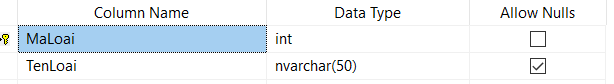 Column Name Data Type Allow Nulls
MaLoai int
TenLoai nvarchar(50)